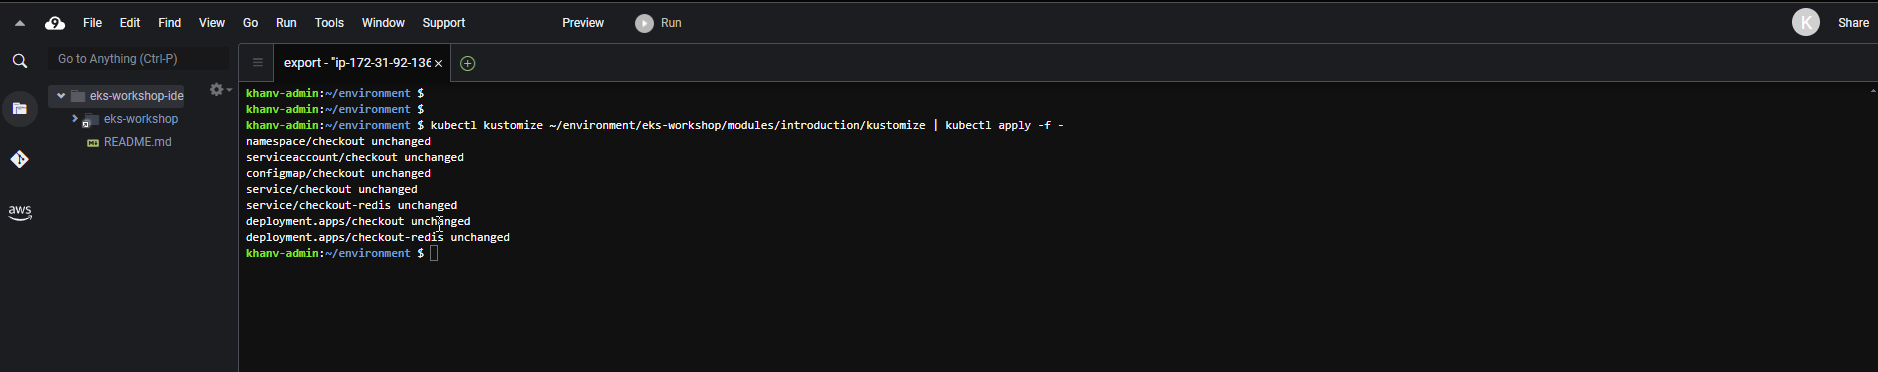 File Edit Find View Go Run Tools Window Support Preview Run K Share
Go to Anything (Ctrl-P)
export - "ip-172-31-92-136
eks-workshop-ide
eks-workshop
README.md
aws
khanv-admin:~/environment $
khanv-admin:~/environment $
khanv-admin:~/environment $ kubectl kustomize ~/environment/eks-workshop/modules/introduction/kustomize | kubectl apply -f -
namespace/checkout unchanged
serviceaccount/checkout unchanged
configmap/checkout unchanged
service/checkout unchanged
service/checkout-redis unchanged
deployment.apps/checkout unchanged
deployment.apps/checkout-redis unchanged
khanv-admin:~/environment $